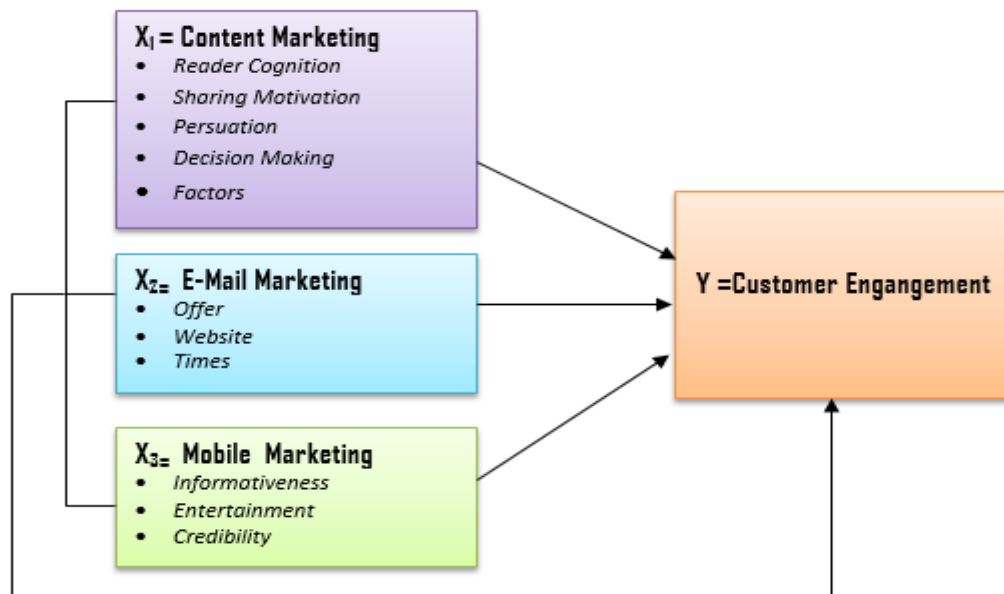 X₁ = Content Marketing
• Reader Cognition
• Sharing Motivation
• Persuation
• Decision Making
• Factors
X₂= E-Mail Marketing
• Offer
• Website
• Times
X₃= Mobile Marketing
• Informativeness
• Entertainment
• Credibility
Y =Customer Engangement